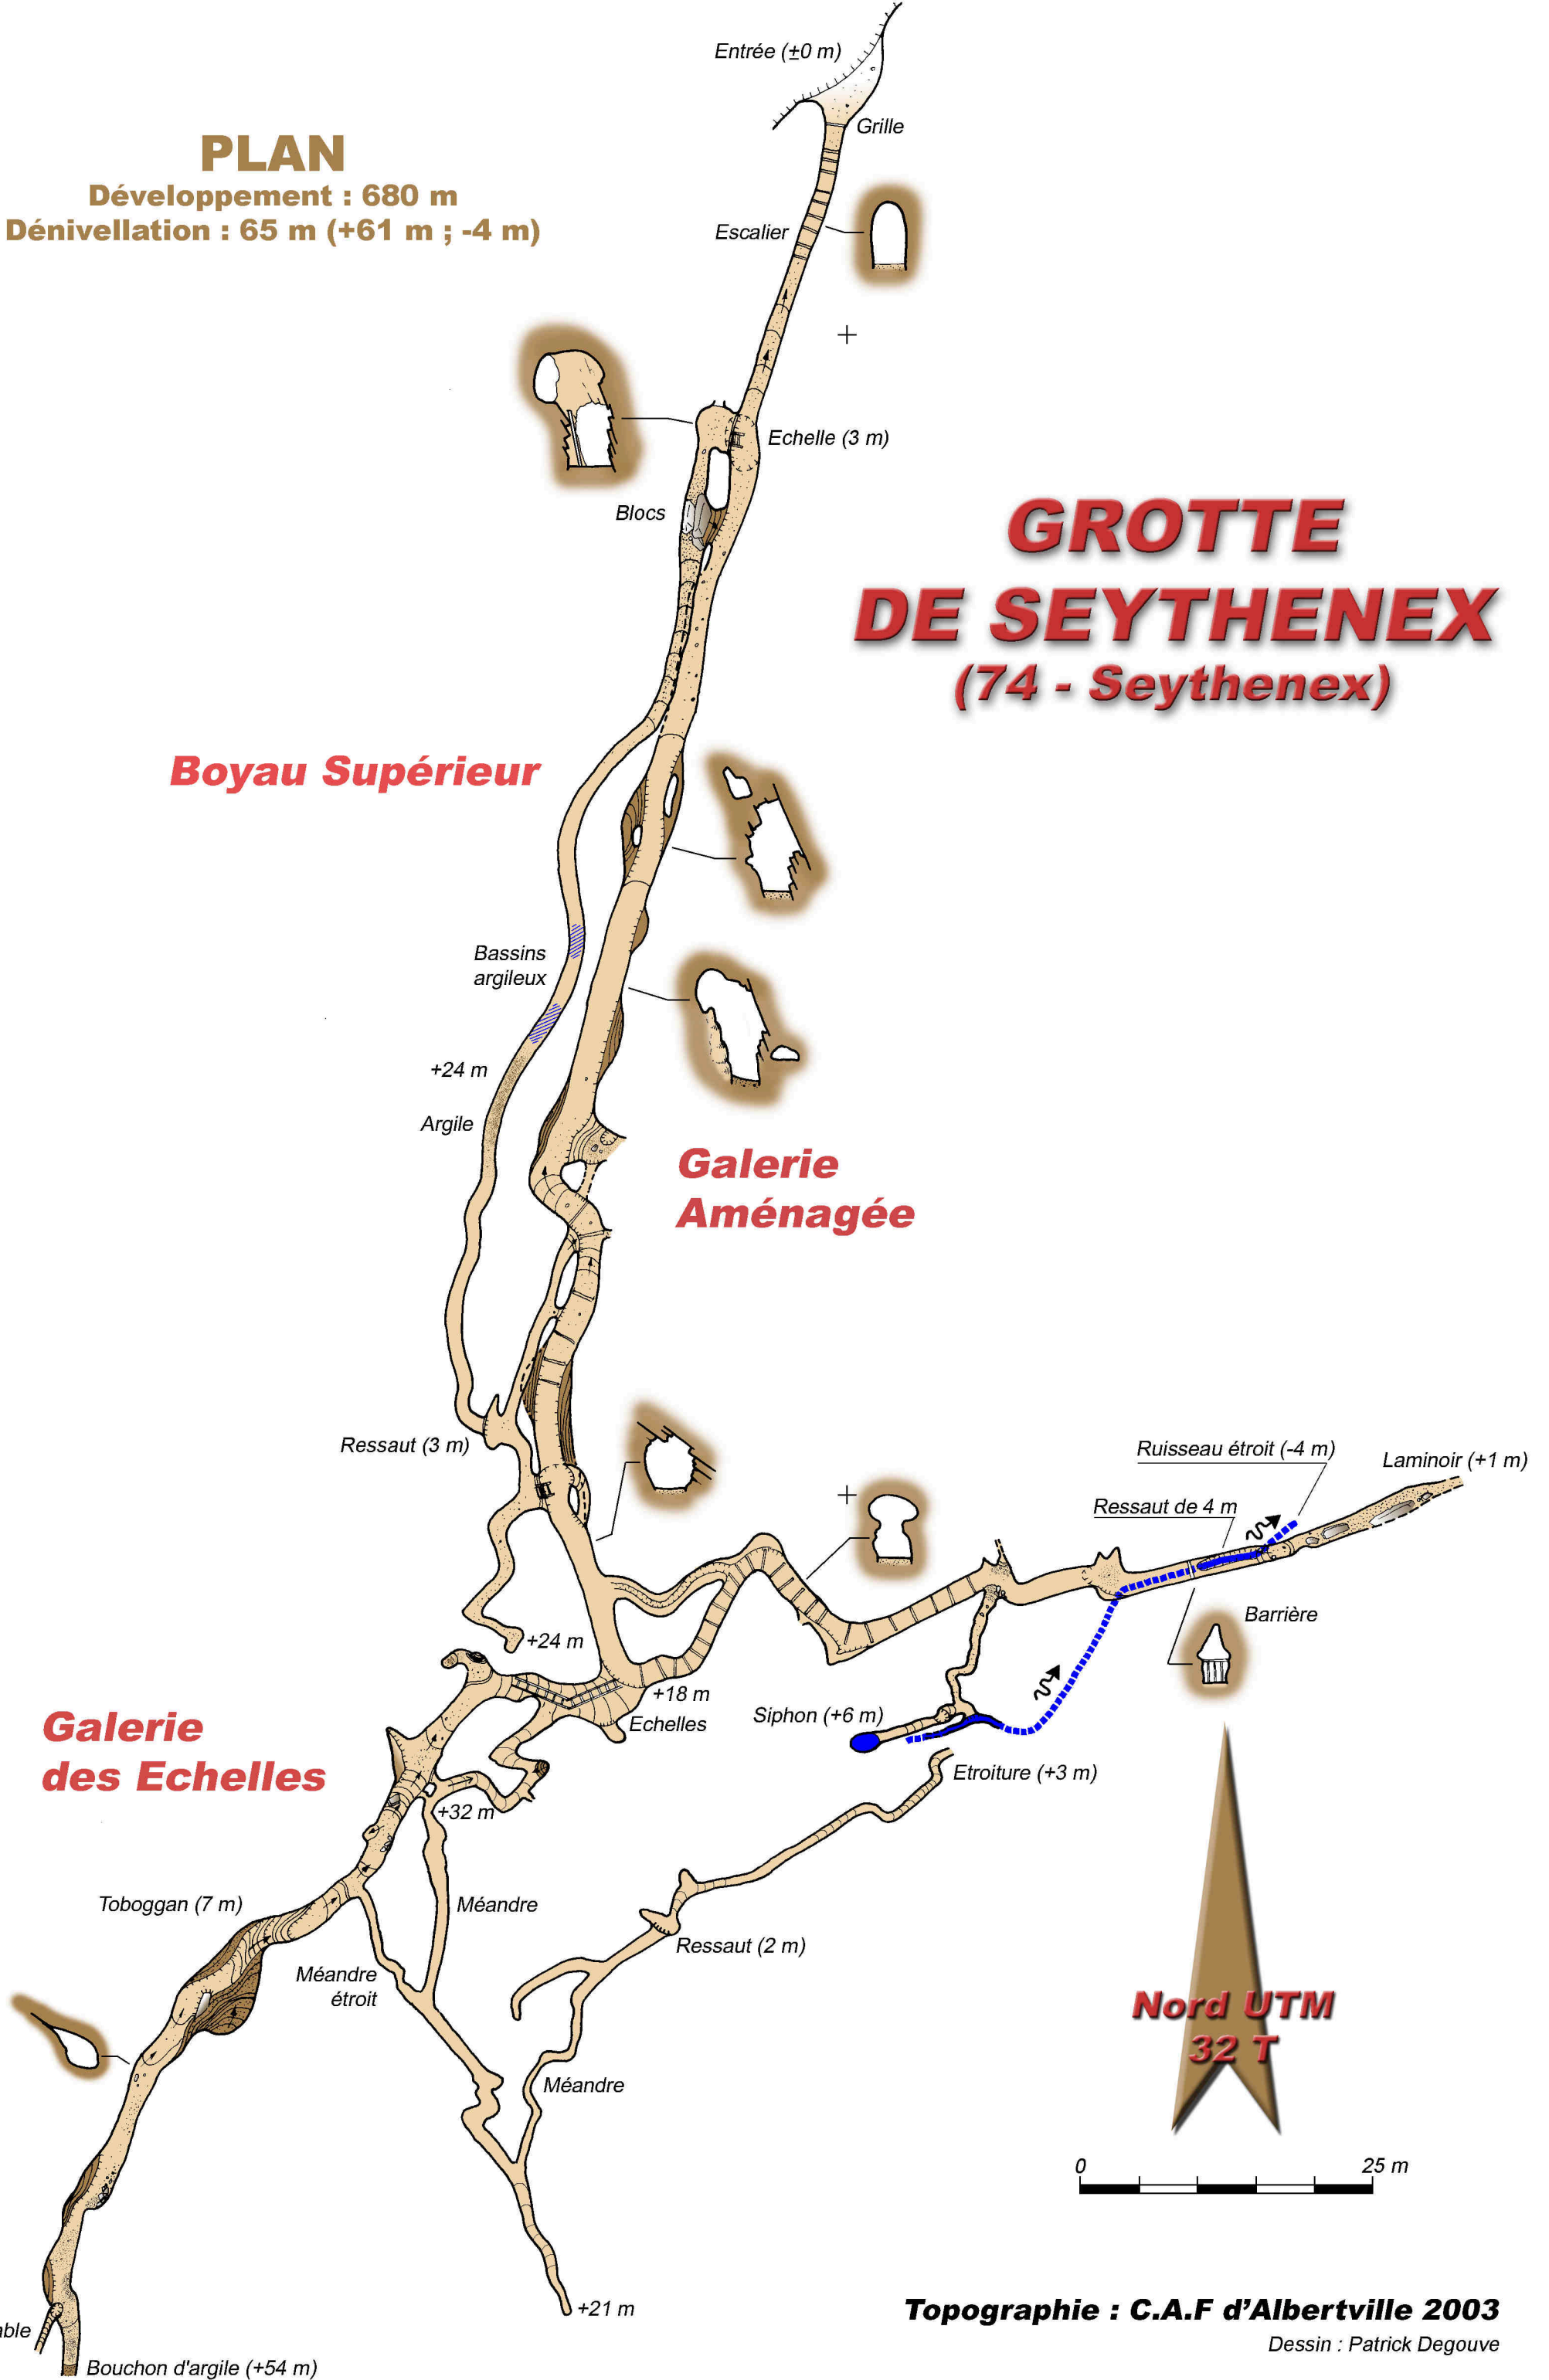 Entrée (±0 m)
Grille
PLAN
Développement : 680 m
Dénivellation : 65 m (+61 m ; -4 m)
Escalier
Echelle (3 m)
Blocs
GROTTE
DE SEYTHENEX
(74 - Seythenex)
Boyau Supérieur
Bassins
argileux
+24 m
Argile
Galerie
Aménagée
Ressaut (3 m)
Ruisseau étroit (-4 m)
Laminoir (+1 m)
Ressaut de 4 m
Barrière
+24 m
+18 m
Echelles
Siphon (+6 m)
Galerie
des Echelles
Etroiture (+3 m)
+32 m
Toboggan (7 m)
Méandre
Ressaut (2 m)
Méandre
étroit
Nord UTM
32 T
Méandre
0
25 m
+21 m
Topographie : C.A.F d'Albertville 2003
Dessin : Patrick Degouve
Bouchon d'argile (+54 m)